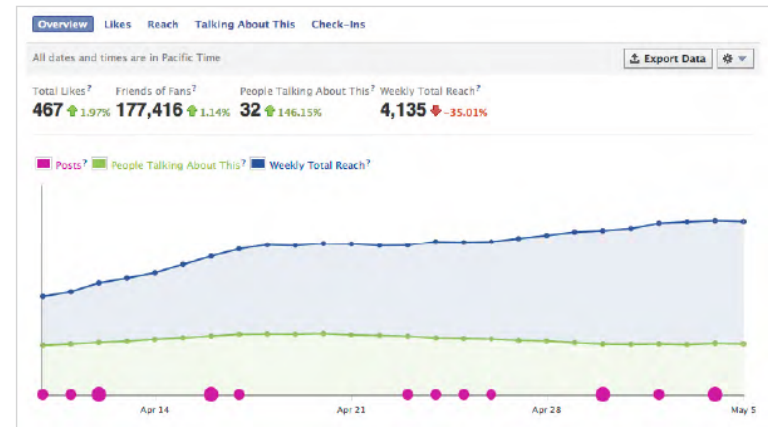 Overview Likes Reach Talking About This Check-Ins
All dates and times are in Pacific Time Export Data
Total Likes? Friends of Fans? People Talking About This? Weekly Total Reach?
467 1.97% 177,416 1.14% 32 146.15% 4,135 -35.01%
Posts? People Talking About This? Weekly Total Reach?
Apr 14 Apr 21 Apr 28 May 5